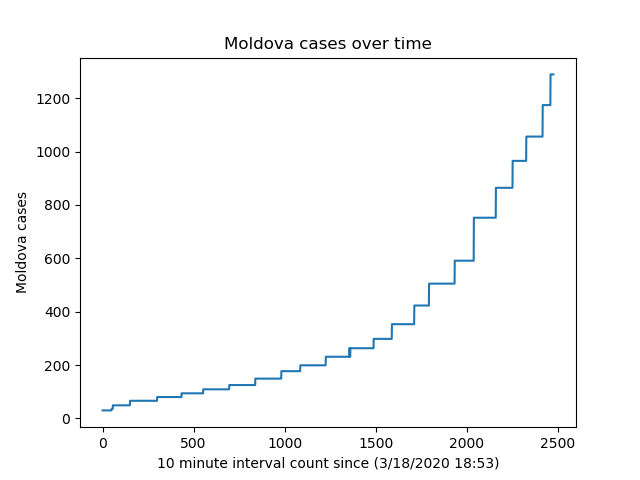 Moldova cases over time
Moldova cases
1200
1000
800
600
400
200
0
0 500 1000 1500 2000 2500
10 minute interval count since (3/18/2020 18:53)